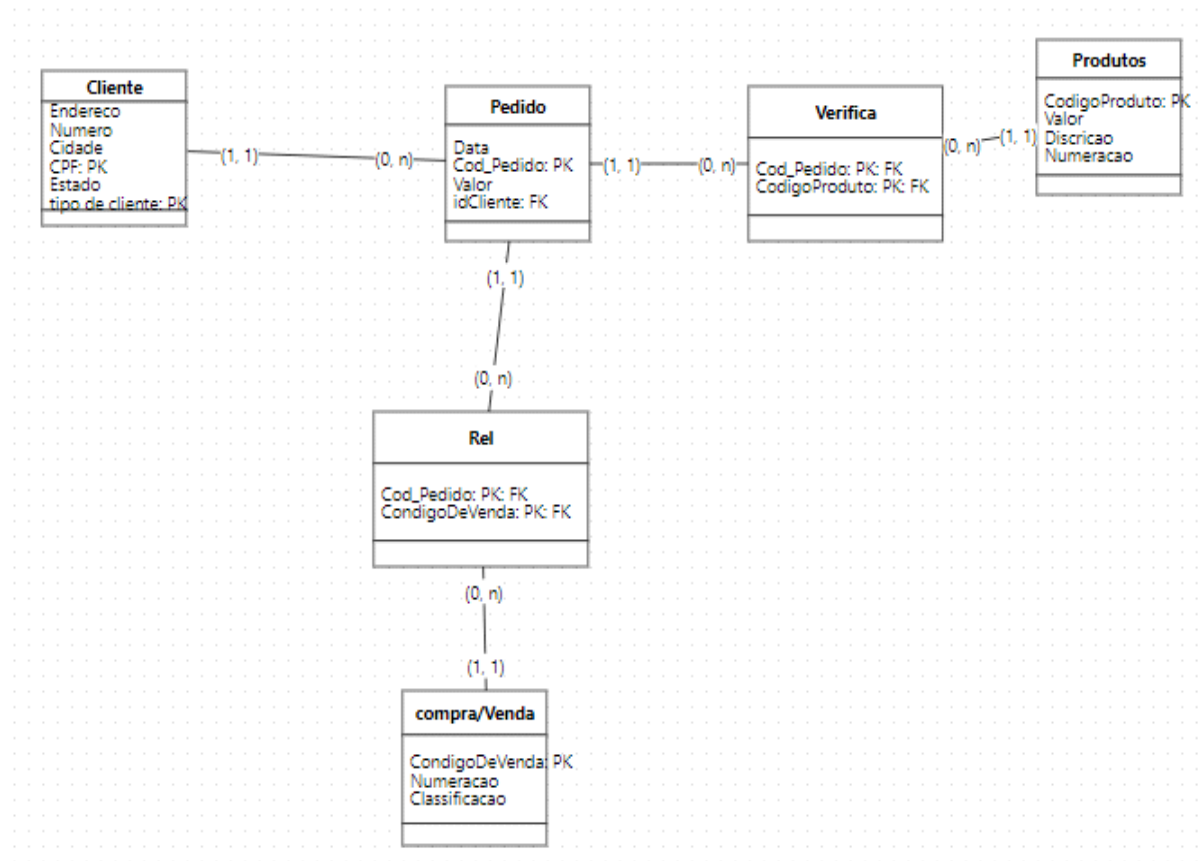 Cliente
Endereco
Numero
Cidade
CPF: PK
Estado
tipo de cliente: PK
(1, 1)
(0, n)
Pedido
Data
Cod_Pedido: PK
Valor
idCliente: FK
(1, 1)
(0, n)
Verifica
Cod_Pedido: PK: FK
CodigoProduto: PK: FK
(0, n)
(1, 1)
Produtos
CodigoProduto: PK
Valor
Discricao
Numeracao
(1, 1)
(0, n)
Rel
Cod_Pedido: PK: FK
CondigoDeVenda: PK: FK
(0, n)
(1, 1)
compra/Venda
CondigoDeVenda: PK
Numeracao
Classificacao